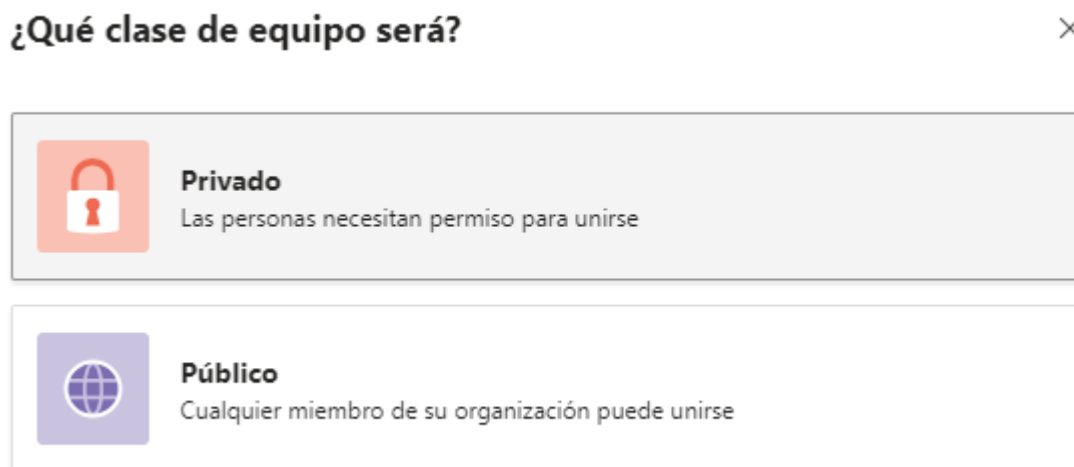 ¿Qué clase de equipo será?
Privado
Las personas necesitan permiso para unirse
Público
Cualquier miembro de su organización puede unirse